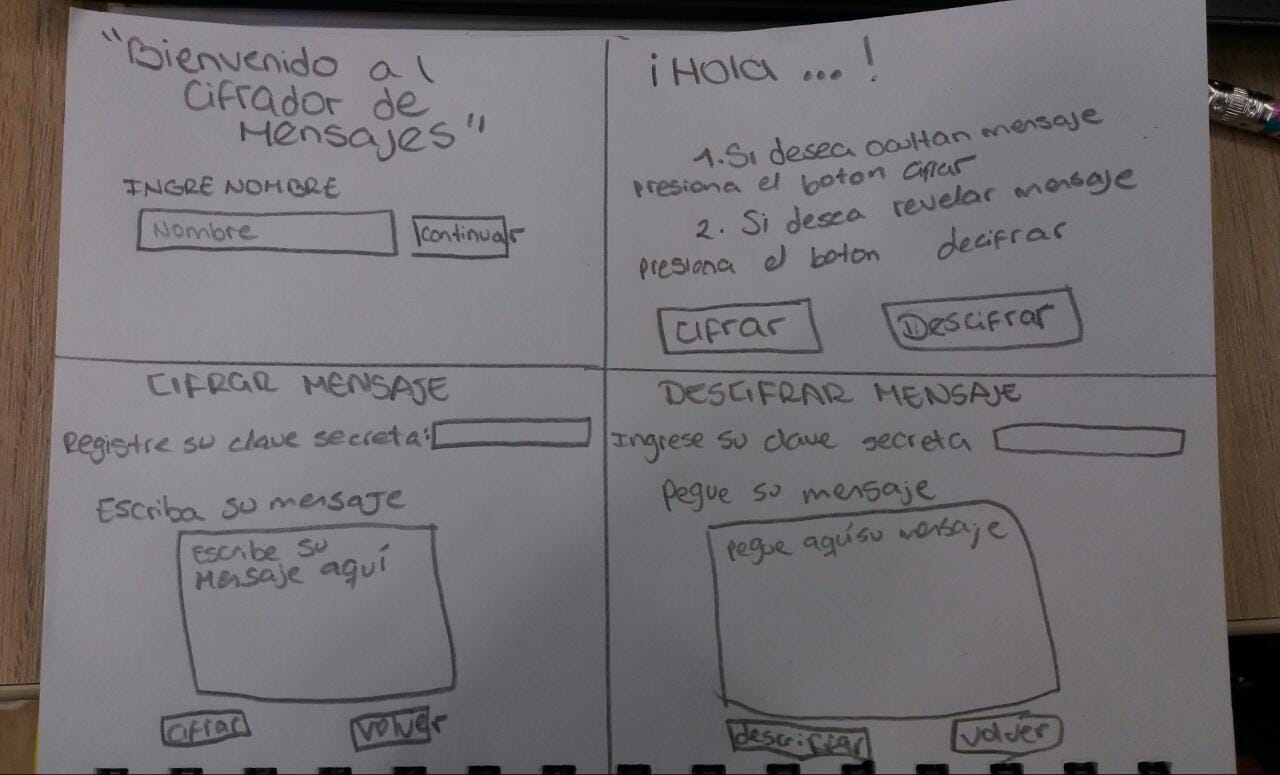 "Bienvenido al
Cifrador de
Mensajes"
INGRE NOMBRE
Nombre
continuar
¡Hola ...!
1. Si desea ocultan mensaje
presiona el boton cifrar
2. Si desea revelar mensaje
presiona el boton decifrar
Cifrar
Descifrar
CIFRAR MENSAJE
Registre su clave secreta:
Escriba su mensaje
Escribe su
Mensaje aquí
cifrar
volver
DESCIFRAR MENSAJE
Ingrese su clave secreta
Pegue su mensaje
pegue aquí su mensaje
volver